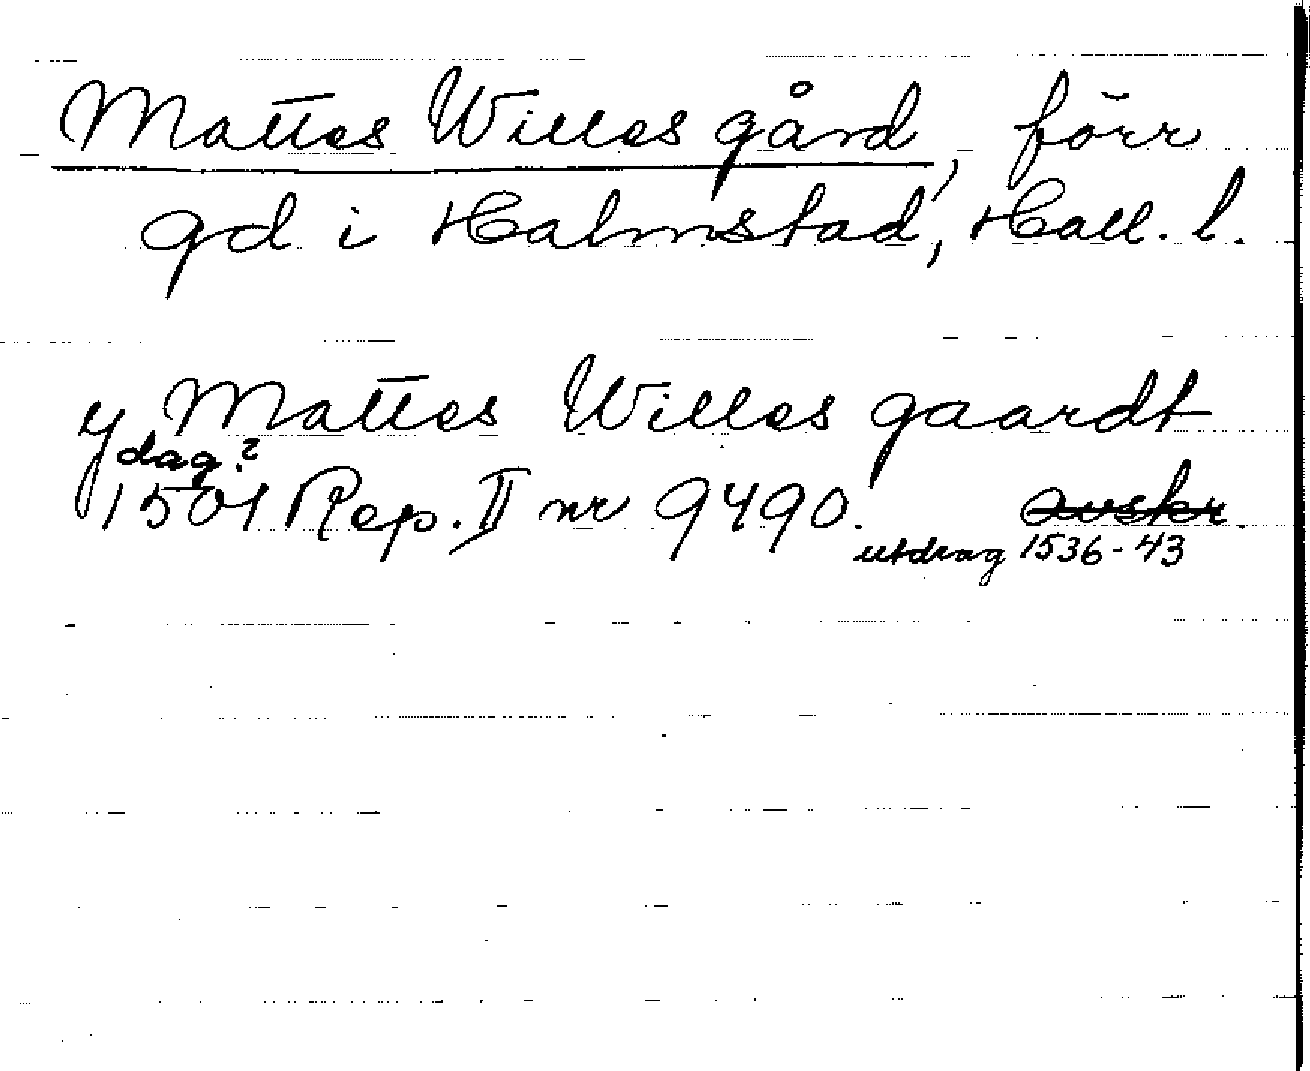 Mattes Willes gård, förr
gd i Halmstad, Hall. l.
y Mattes Willes gaardt
dag?
1501 Rep. II nr 9490. avskr.
utdrag 1536-43